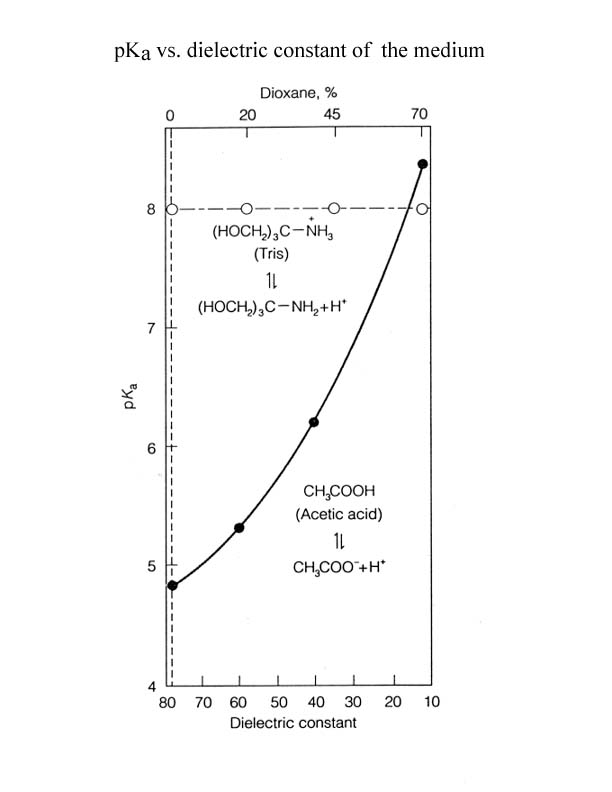 pKa vs. dielectric constant of the medium
Dioxane, %
0 20 45 70
8
(HOCH₂)₃C—N⁺H₃
(Tris)
⇌
(HOCH₂)₃C—NH₂+H⁺
7
pKₐ
6
CH₃COOH
(Acetic acid)
⇌
5
CH₃COO⁻+H⁺
4
80 70 60 50 40 30 20 10
Dielectric constant